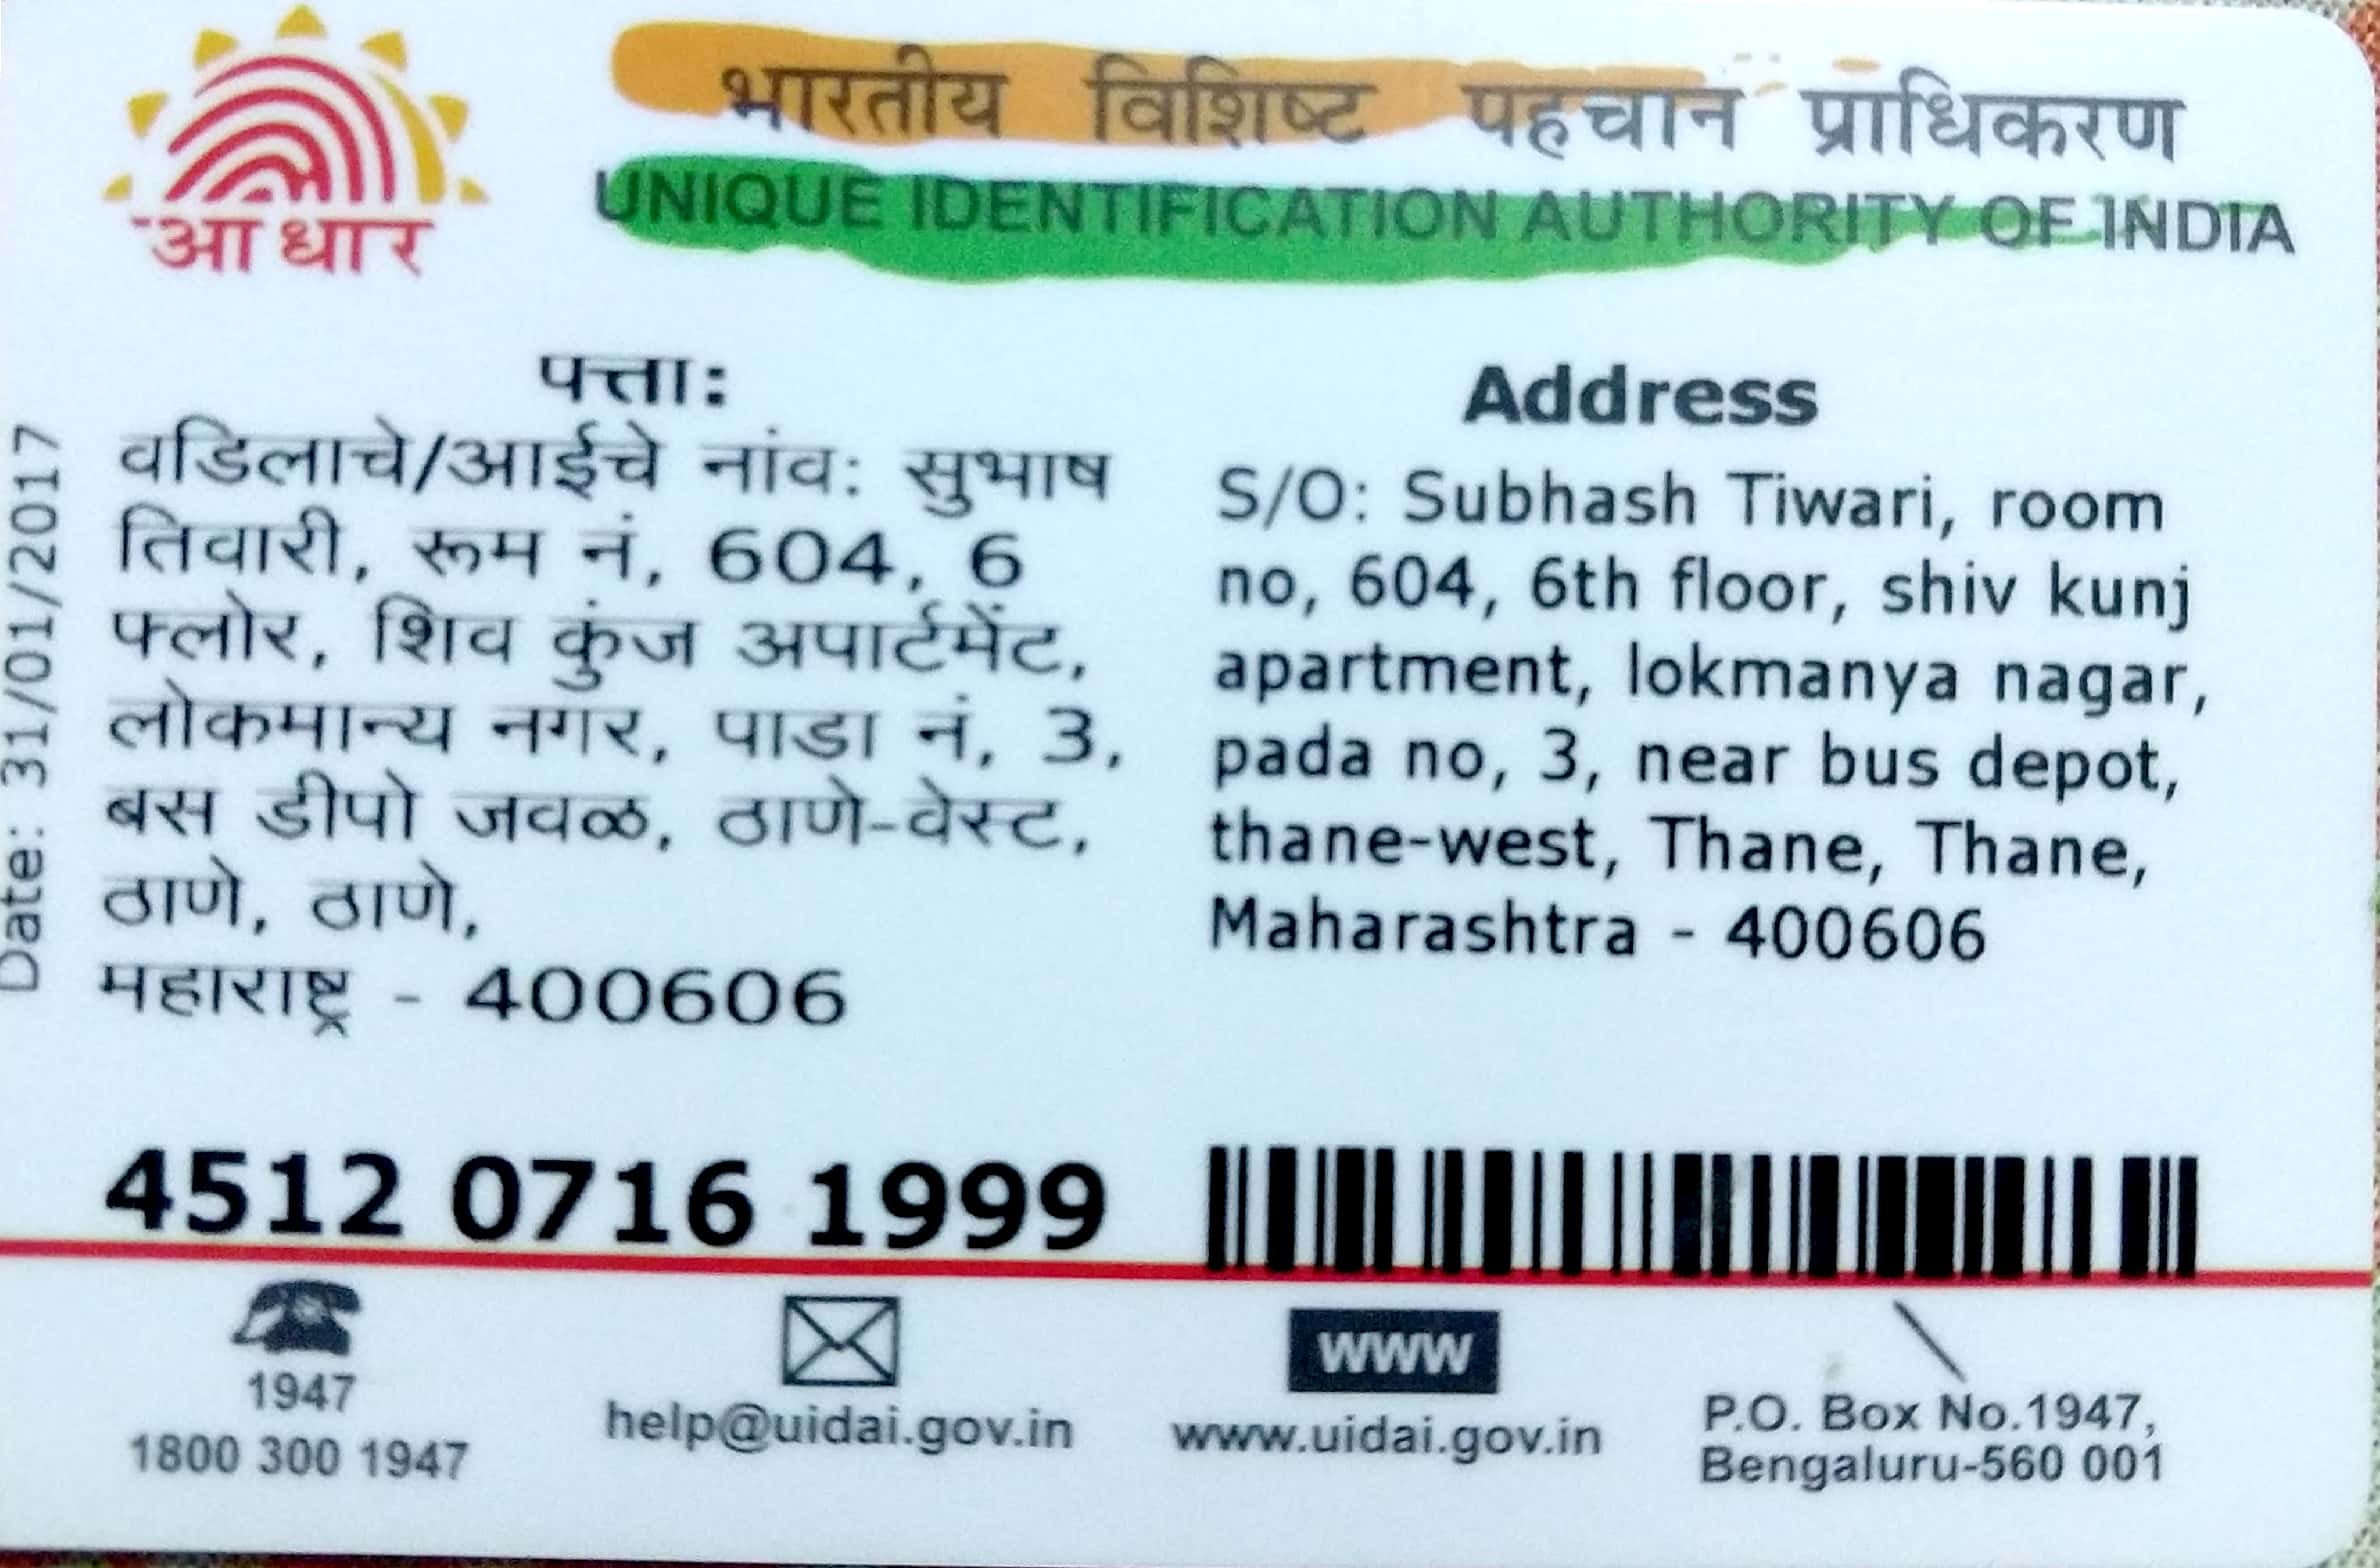 आधार
भारतीय विशिष्ट पहचान प्राधिकरण
UNIQUE IDENTIFICATION AUTHORITY OF INDIA
Date: 31/01/2017
पत्ता:
वडिलाचे/आईचे नांव: सुभाष
तिवारी, रूम नं, 604, 6
फ्लोर, शिव कुंज अपार्टमेंट,
लोकमान्य नगर, पाडा नं, 3,
बस डीपो जवळ, ठाणे-वेस्ट,
ठाणे, ठाणे,
महाराष्ट्र - 400606
Address
S/O: Subhash Tiwari, room
no, 604, 6th floor, shiv kunj
apartment, lokmanya nagar,
pada no, 3, near bus depot,
thane-west, Thane, Thane,
Maharashtra - 400606
4512 0716 1999
1947
1800 300 1947
help@uidai.gov.in
www
www.uidai.gov.in
P.O. Box No.1947,
Bengaluru-560 001